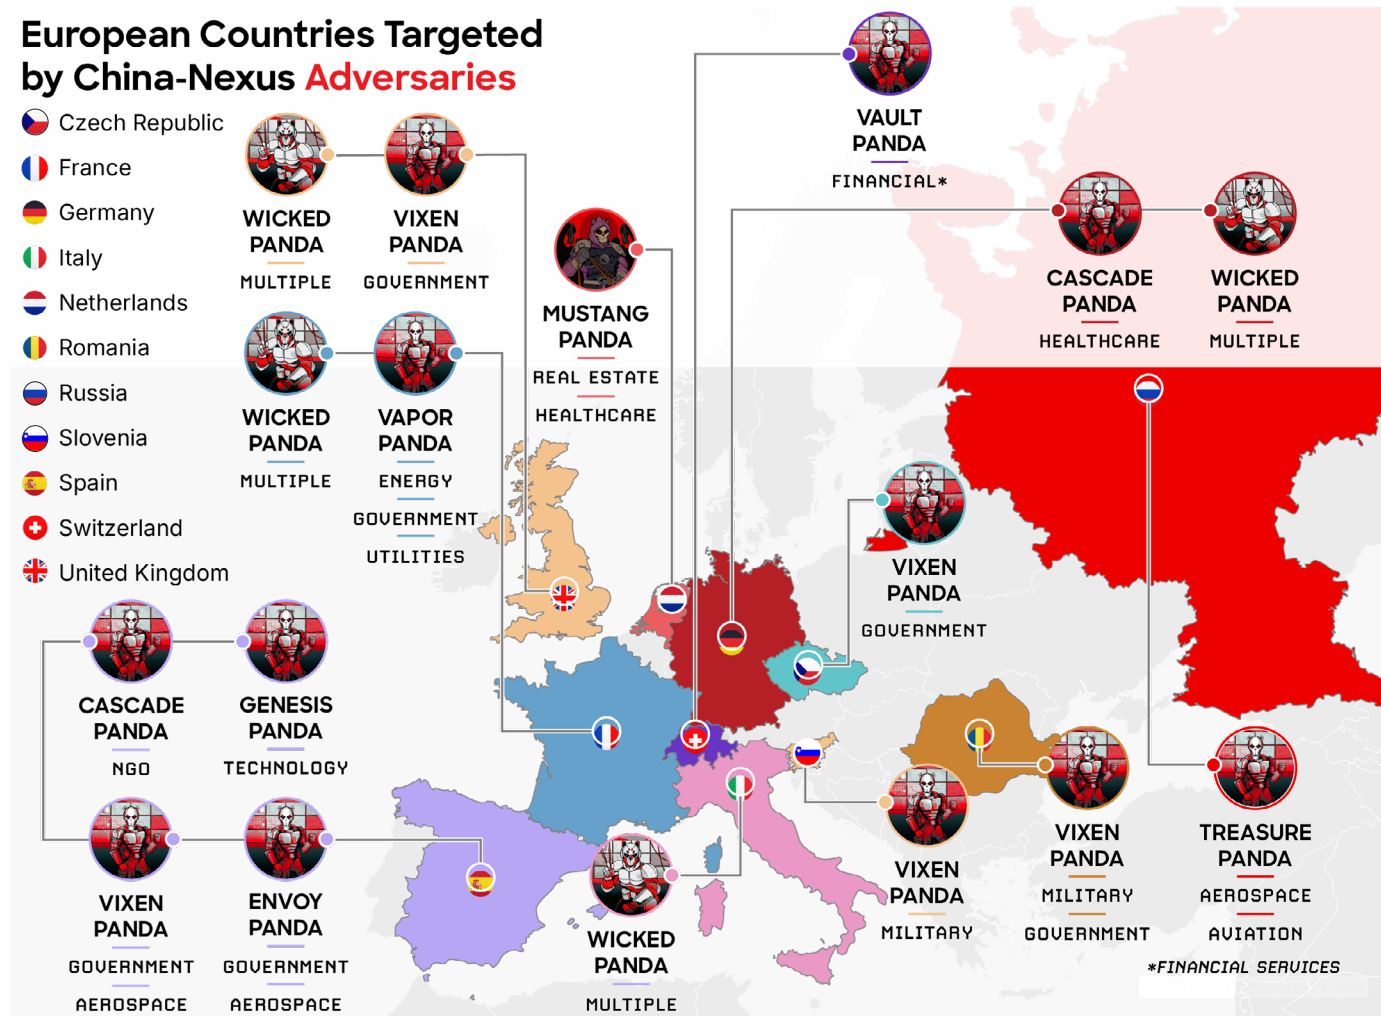 European Countries Targeted
by China-Nexus Adversaries
Czech Republic
France
Germany
Italy
Netherlands
Romania
Russia
Slovenia
Spain
Switzerland
United Kingdom
WICKED
PANDA
MULTIPLE
VIXEN
PANDA
GOVERNMENT
WICKED
PANDA
MULTIPLE
VAPOR
PANDA
ENERGY
GOVERNMENT
UTILITIES
MUSTANG
PANDA
REAL ESTATE
HEALTHCARE
VAULT
PANDA
FINANCIAL*
CASCADE
PANDA
HEALTHCARE
WICKED
PANDA
MULTIPLE
VIXEN
PANDA
GOVERNMENT
CASCADE
PANDA
NGO
GENESIS
PANDA
TECHNOLOGY
VIXEN
PANDA
GOVERNMENT
AEROSPACE
ENVOY
PANDA
GOVERNMENT
AEROSPACE
WICKED
PANDA
MULTIPLE
VIXEN
PANDA
MILITARY
VIXEN
PANDA
MILITARY
GOVERNMENT
TREASURE
PANDA
AEROSPACE
AVIATION
*FINANCIAL SERVICES